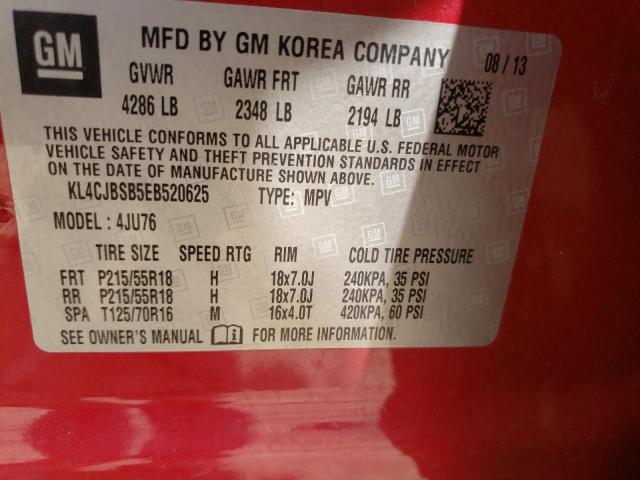 GM MFD BY GM KOREA COMPANY 08 / 13
GVWR GAWR FRT GAWR RR
4286 LB 2348 LB 2194 LB
THIS VEHICLE CONFORMS TO ALL APPLICABLE U.S. FEDERAL MOTOR
VEHICLE SAFETY AND THEFT PREVENTION STANDARDS IN EFFECT
ON THE DATE OF MANUFACTURE SHOWN ABOVE.
KL4CJBSB5EB520625 TYPE: MPV
MODEL : 4JU76
TIRE SIZE SPEED RTG RIM COLD TIRE PRESSURE
FRT P215/55R18 H 18x7.0J 240KPA, 35 PSI
RR P215/55R18 H 18x7.0J 240KPA, 35 PSI
SPA T125/70R16 M 16x4.0T 420KPA, 60 PSI
SEE OWNER'S MANUAL FOR MORE INFORMATION.